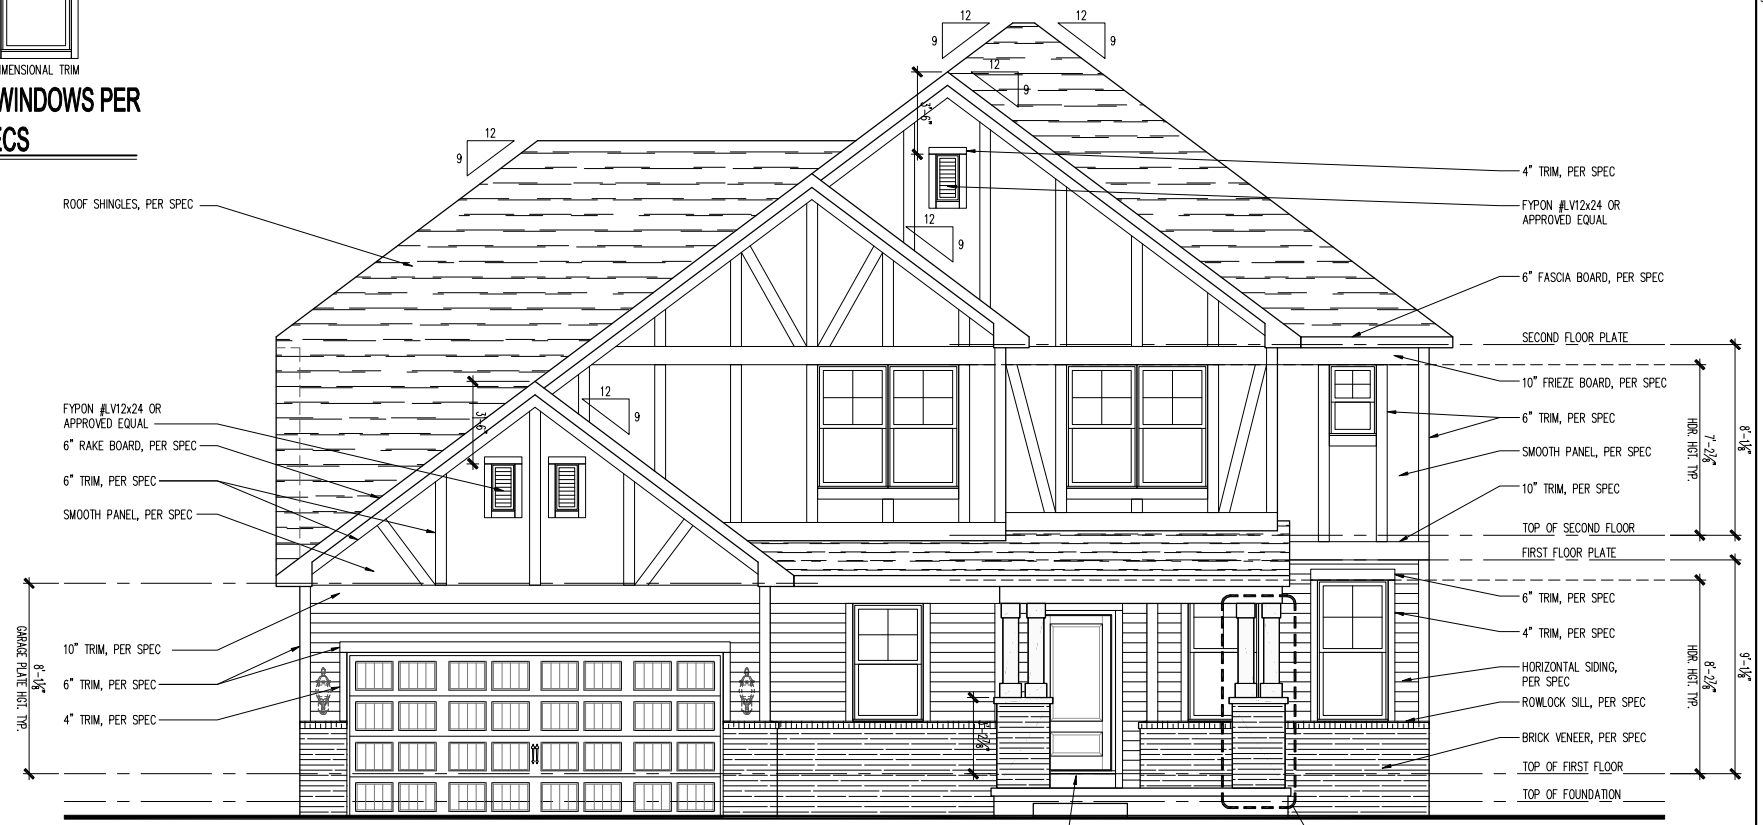 IMENSIONAL TRIM
WINDOWS PER
ECS
12
9
12
9
12
9
12
9
12
9
12
9
3'-6"
3'-6"
ROOF SHINGLES, PER SPEC
FYPON #LV12x24 OR
APPROVED EQUAL
6" RAKE BOARD, PER SPEC
6" TRIM, PER SPEC
SMOOTH PANEL, PER SPEC
10" TRIM, PER SPEC
6" TRIM, PER SPEC
4" TRIM, PER SPEC
8'-1⅛"
GARAGE PLATE HGT. TYP.
4" TRIM, PER SPEC
FYPON #LV12x24 OR
APPROVED EQUAL
6" FASCIA BOARD, PER SPEC
SECOND FLOOR PLATE
10" FRIEZE BOARD, PER SPEC
6" TRIM, PER SPEC
SMOOTH PANEL, PER SPEC
10" TRIM, PER SPEC
TOP OF SECOND FLOOR
FIRST FLOOR PLATE
6" TRIM, PER SPEC
4" TRIM, PER SPEC
HORIZONTAL SIDING,
PER SPEC
ROWLOCK SILL, PER SPEC
BRICK VENEER, PER SPEC
TOP OF FIRST FLOOR
TOP OF FOUNDATION
8'-1⅛"
7'-2⅞"
HDR. HGT. TYP.
9'-1⅛"
8'-2⅞"
HDR. HGT. TYP.